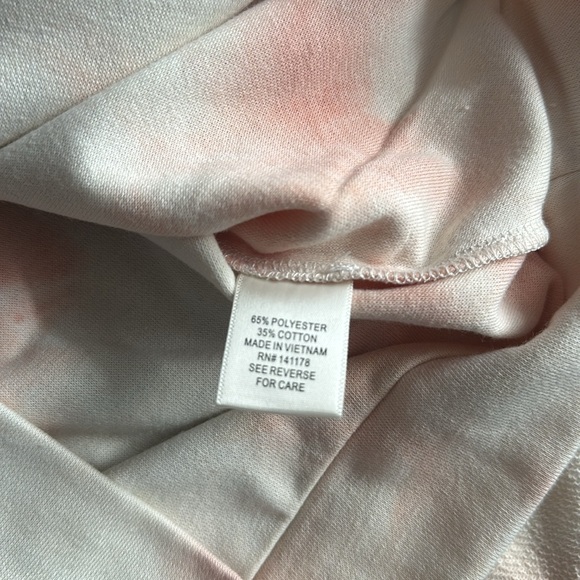 65% POLYESTER
35% COTTON
MADE IN VIETNAM
RN# 141178
SEE REVERSE
FOR CARE